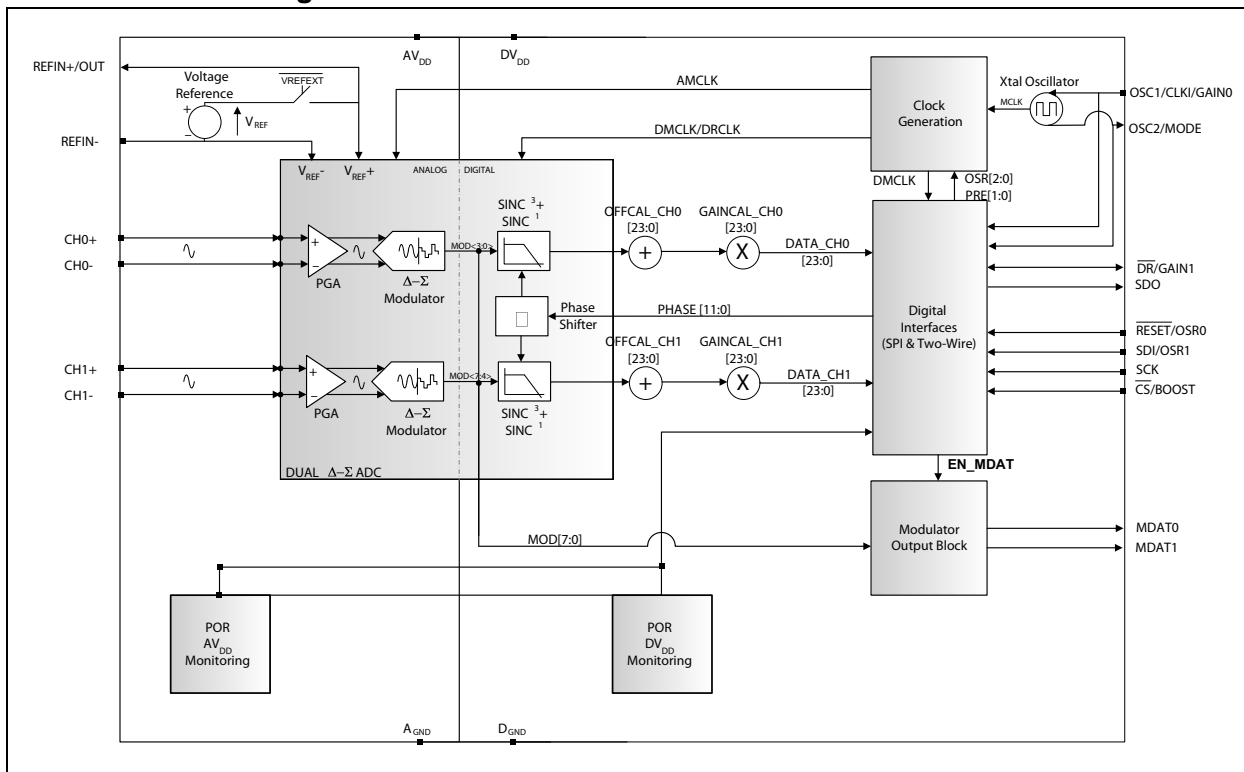 g
AV DD
DV DD
REFIN+/OUT
Voltage
Reference
VREFEXT
+
-
V REF
REFIN-
AMCLK
DMCLK/DRCLK
Clock
Generation
Xtal Oscillator
MCLK
OSC1/CLKI/GAIN0
OSC2/MODE
DMCLK
OSR[2:0]
PRE[1:0]
V REF-
V REF+
ANALOG
DIGITAL
CH0+
CH0-
+
-
PGA
Δ-Σ
Modulator
MOD<3:0>
SINC 3+
SINC 1
OFFCAL_CH0
[23:0]
+
GAINCAL_CH0
[23:0]
X
DATA_CH0
[23:0]
Phase
Shifter
PHASE [11:0]
Digital
Interfaces
(SPI & Two-Wire)
DR/GAIN1
SDO
RESET/OSR0
SDI/OSR1
SCK
CS/BOOST
CH1+
CH1-
+
-
PGA
Δ-Σ
Modulator
MOD<7:4>
SINC 3+
SINC 1
OFFCAL_CH1
[23:0]
+
GAINCAL_CH1
[23:0]
X
DATA_CH1
[23:0]
DUAL Δ-Σ ADC
EN_MDAT
MOD[7:0]
Modulator
Output Block
MDAT0
MDAT1
POR
AV DD
Monitoring
POR
DV DD
Monitoring
A GND
D GND